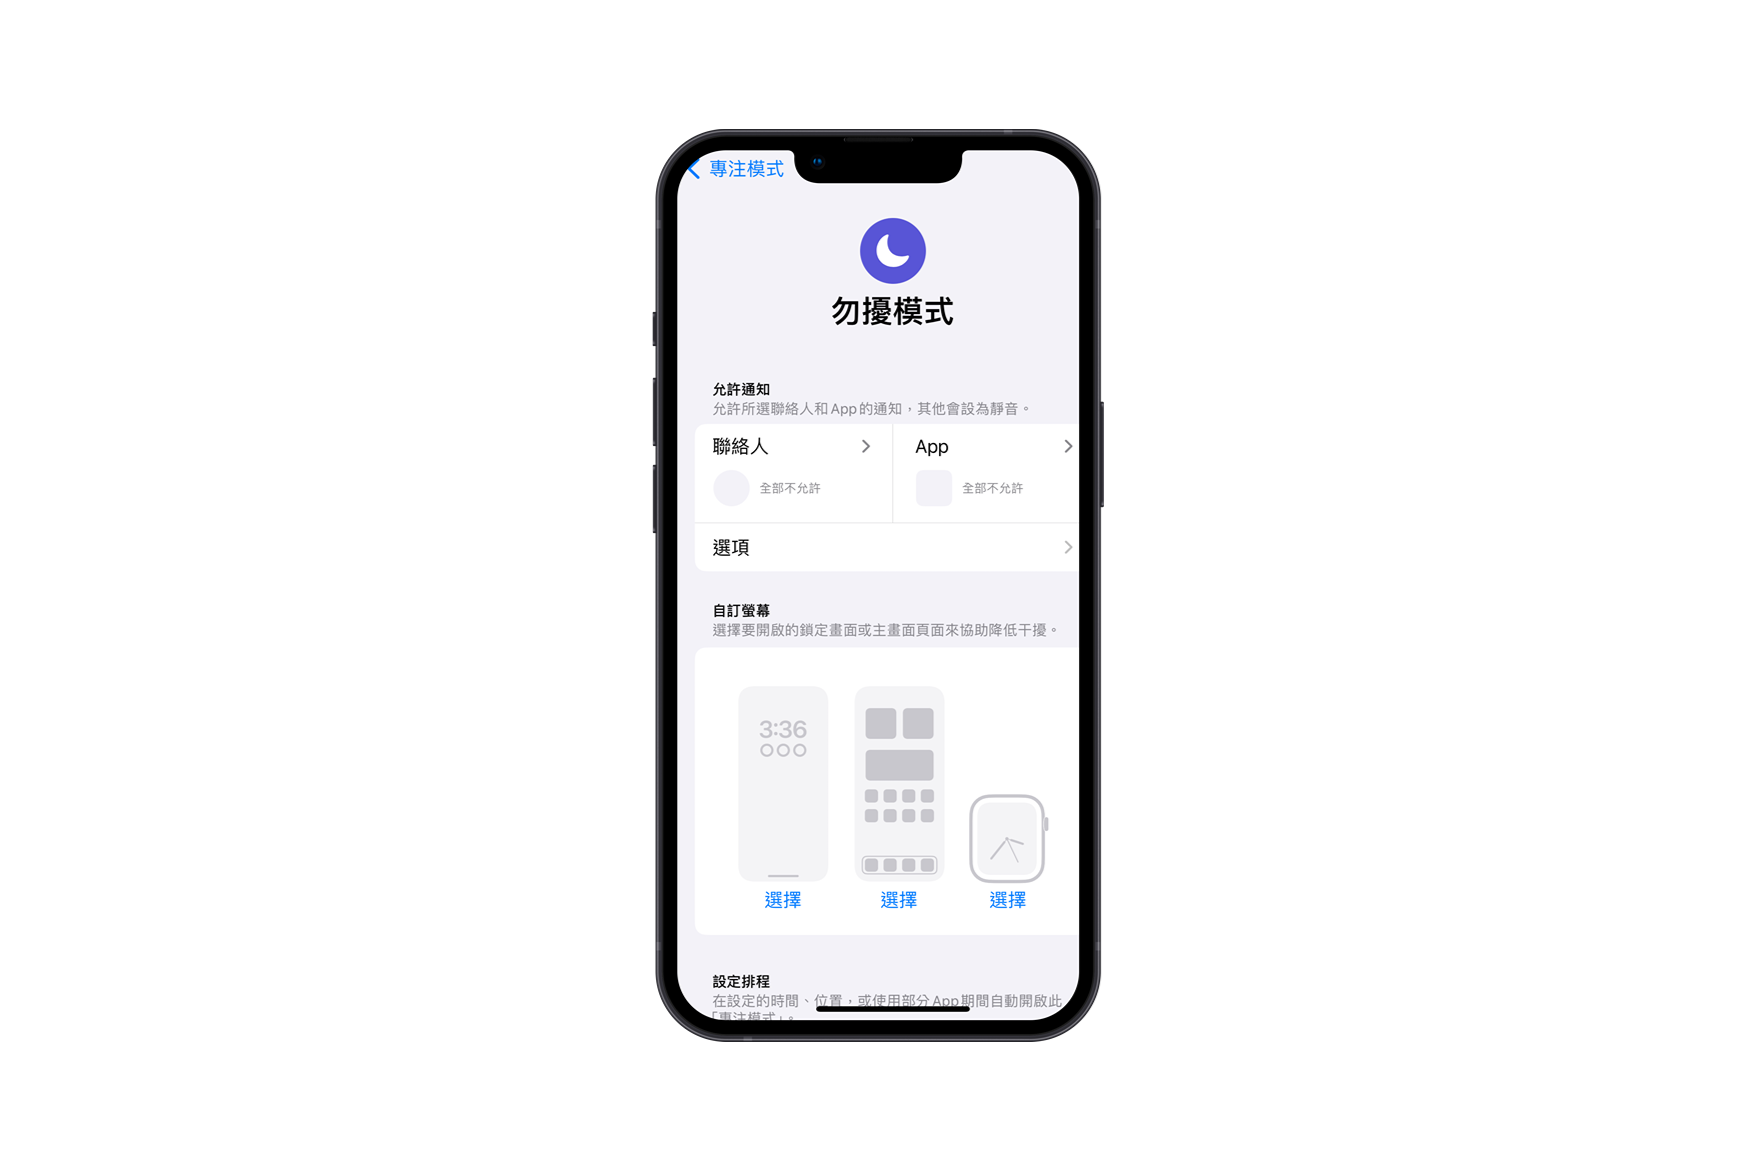 專注模式
勿擾模式
允許通知
允許所選聯絡人和App的通知，其他會設為靜音。
聯絡人
App
全部不允許
全部不允許
選項
自訂螢幕
選擇要開啟的鎖定畫面或主畫面頁面來協助降低干擾。
3:36
選擇
選擇
選擇
設定排程
在設定的時間、位置，或使用部分App期間自動開啟此
「專注模式」。